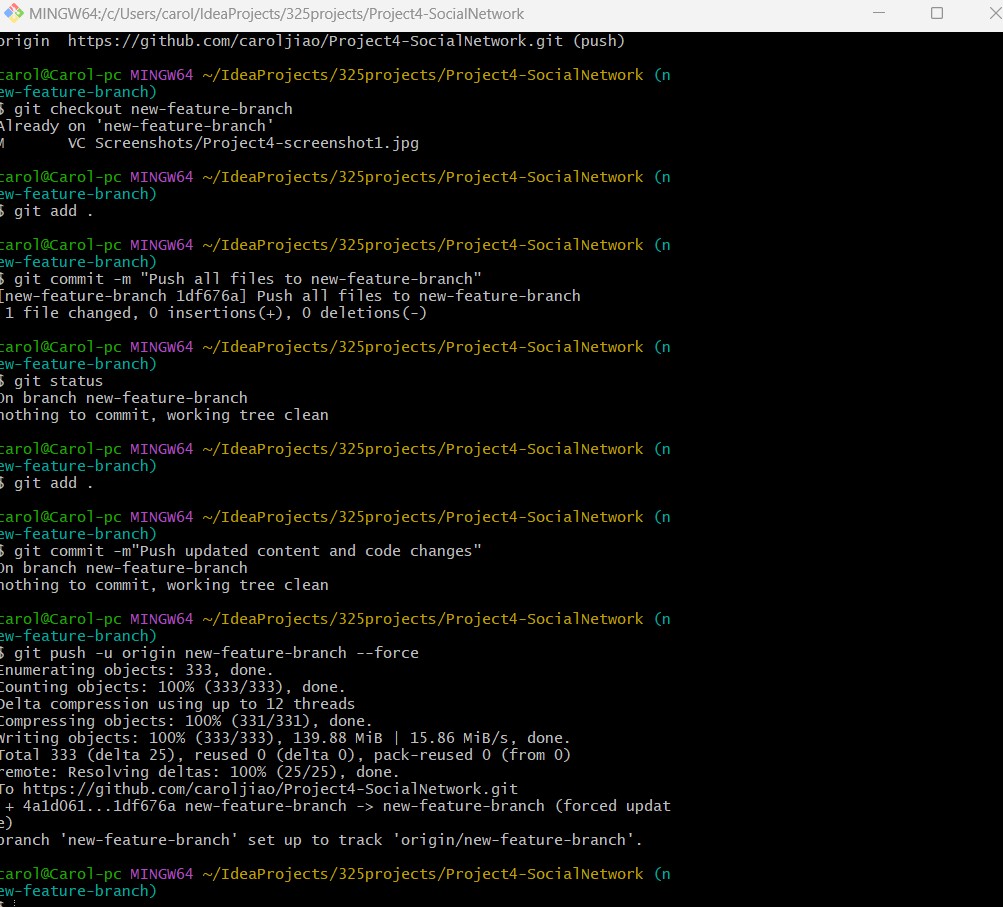 MINGW64:/c/Users/carol/IdeaProjects/325projects/Project4-SocialNetwork
origin  https://github.com/caroljiao/Project4-SocialNetwork.git (push)
carol@Carol-pc MINGW64 ~/IdeaProjects/325projects/Project4-SocialNetwork (n
ew-feature-branch)
$ git checkout new-feature-branch
Already on 'new-feature-branch'
M       VC Screenshots/Project4-screenshot1.jpg
carol@Carol-pc MINGW64 ~/IdeaProjects/325projects/Project4-SocialNetwork (n
ew-feature-branch)
$ git add .
carol@Carol-pc MINGW64 ~/IdeaProjects/325projects/Project4-SocialNetwork (n
ew-feature-branch)
$ git commit -m "Push all files to new-feature-branch"
[new-feature-branch 1df676a] Push all files to new-feature-branch
 1 file changed, 0 insertions(+), 0 deletions(-)
carol@Carol-pc MINGW64 ~/IdeaProjects/325projects/Project4-SocialNetwork (n
ew-feature-branch)
$ git status
On branch new-feature-branch
nothing to commit, working tree clean
carol@Carol-pc MINGW64 ~/IdeaProjects/325projects/Project4-SocialNetwork (n
ew-feature-branch)
$ git add .
carol@Carol-pc MINGW64 ~/IdeaProjects/325projects/Project4-SocialNetwork (n
ew-feature-branch)
$ git commit -m"Push updated content and code changes"
On branch new-feature-branch
nothing to commit, working tree clean
carol@Carol-pc MINGW64 ~/IdeaProjects/325projects/Project4-SocialNetwork (n
ew-feature-branch)
$ git push -u origin new-feature-branch --force
Enumerating objects: 333, done.
Counting objects: 100% (333/333), done.
Delta compression using up to 12 threads
Compressing objects: 100% (331/331), done.
Writing objects: 100% (333/333), 139.88 MiB | 15.86 MiB/s, done.
Total 333 (delta 25), reused 0 (delta 0), pack-reused 0 (from 0)
remote: Resolving deltas: 100% (25/25), done.
To https://github.com/caroljiao/Project4-SocialNetwork.git
 + 4a1d061...1df676a new-feature-branch -> new-feature-branch (forced updat
e)
branch 'new-feature-branch' set up to track 'origin/new-feature-branch'.
carol@Carol-pc MINGW64 ~/IdeaProjects/325projects/Project4-SocialNetwork (n
ew-feature-branch)
$